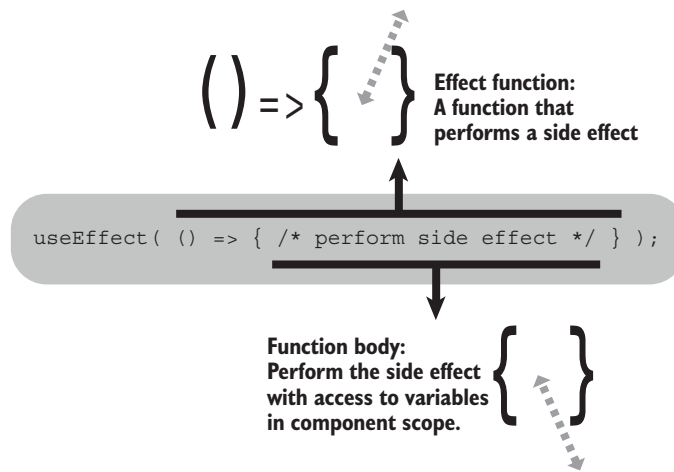 () => { }
Effect function:
A function that
performs a side effect
useEffect( () => { /* perform side effect */ } );
Function body:
Perform the side effect
with access to variables
in component scope.
{ }